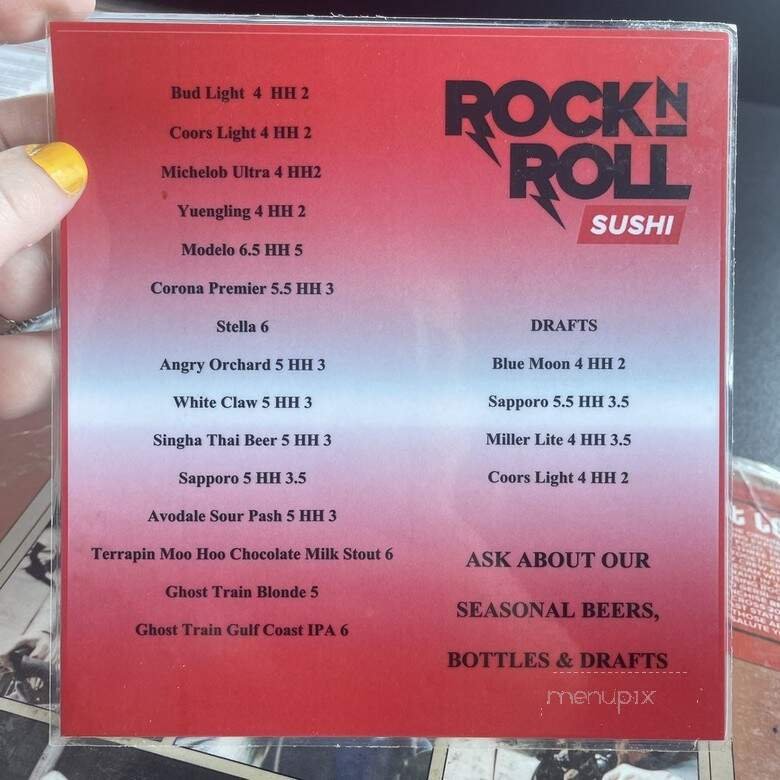 Bud Light 4 HH 2
Coors Light 4 HH 2
Michelob Ultra 4 HH2
Yuengling 4 HH 2
Modelo 6.5 HH 5
Corona Premier 5.5 HH 3
Stella 6
Angry Orchard 5 HH 3
White Claw 5 HH 3
Singha Thai Beer 5 HH 3
Sapporo 5 HH 3.5
Avodale Sour Pash 5 HH 3
Terrapin Moo Hoo Chocolate Milk Stout 6
Ghost Train Blonde 5
Ghost Train Gulf Coast IPA 6
ROCK N
ROLL
SUSHI
DRAFTS
Blue Moon 4 HH 2
Sapporo 5.5 HH 3.5
Miller Lite 4 HH 3.5
Coors Light 4 HH 2
ASK ABOUT OUR
SEASONAL BEERS,
BOTTLES & DRAFTS
menupix